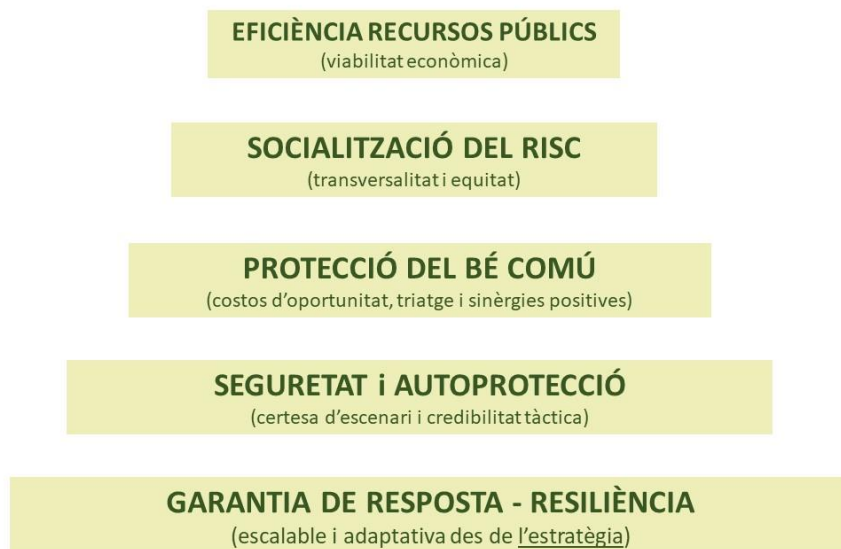 EFICIÈNCIA RECURSOS PÚBLICS
(viabilitat econòmica)
SOCIALITZACIÓ DEL RISC
(transversalitat i equitat)
PROTECCIÓ DEL BÉ COMÚ
(costos d’oportunitat, triatge i sinèrgies positives)
SEGURETAT i AUTOPROTECCIÓ
(certesa d’escenari i credibilitat tàctica)
GARANTIA DE RESPOSTA - RESILIÈNCIA
(escalable i adaptativa des de l’estratègia)